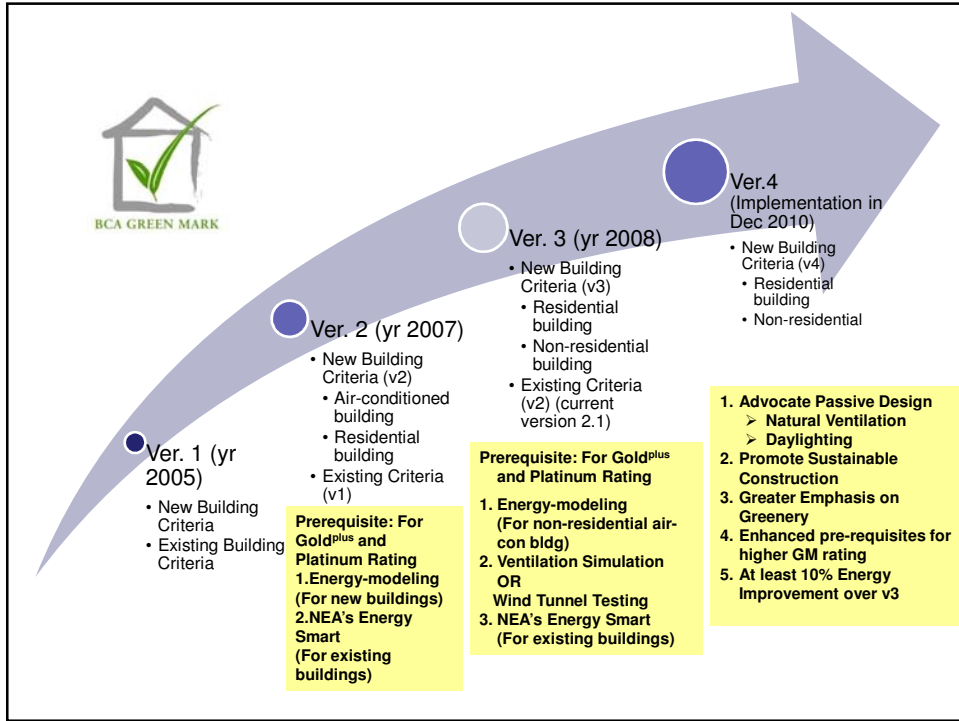 BCA GREEN MARK
Ver. 1 (yr
2005)
• New Building
Criteria
• Existing Building
Criteria
Ver. 2 (yr 2007)
• New Building
Criteria (v2)
• Air-conditioned
building
• Residential
building
• Existing Criteria
(v1)
Prerequisite: For
Goldplus and
Platinum Rating
1.Energy-modeling
(For new buildings)
2.NEA's Energy
Smart
(For existing
buildings)
Ver. 3 (yr 2008)
• New Building
Criteria (v3)
• Residential
building
• Non-residential
building
• Existing Criteria
(v2) (current
version 2.1)
Prerequisite: For Goldplus
and Platinum Rating
1. Energy-modeling
(For non-residential air-
con bldg)
2. Ventilation Simulation
OR
Wind Tunnel Testing
3. NEA's Energy Smart
(For existing buildings)
Ver.4
(Implementation in
Dec 2010)
• New Building
Criteria (v4)
• Residential
building
• Non-residential
1. Advocate Passive Design
➢ Natural Ventilation
➢ Daylighting
2. Promote Sustainable
Construction
3. Greater Emphasis on
Greenery
4. Enhanced pre-requisites for
higher GM rating
5. At least 10% Energy
Improvement over v3